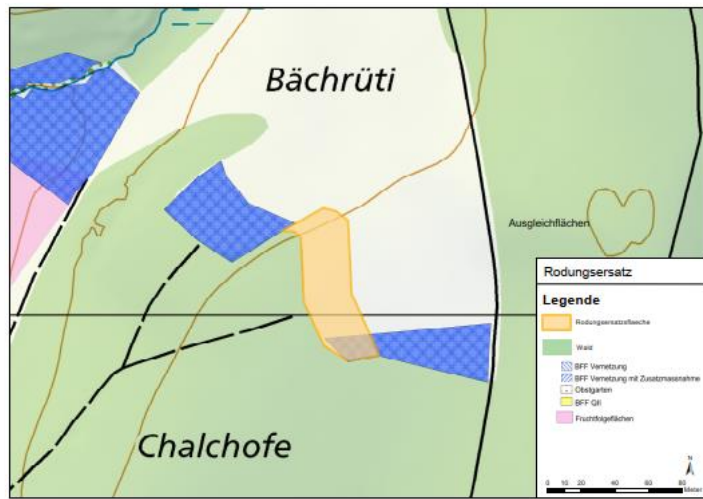 Bächrüti
Ausgleichflächen
Chalchofe
Rodungsersatz
Legende
Rodungsersatzflaeche
Wald
BFF Vernetzung
BFF Vernetzung mit Zusatzmassnahme
Obstgarten
BFF QII
Fruchtfolgeflächen
N
0 10 20 40 60 80
Meter